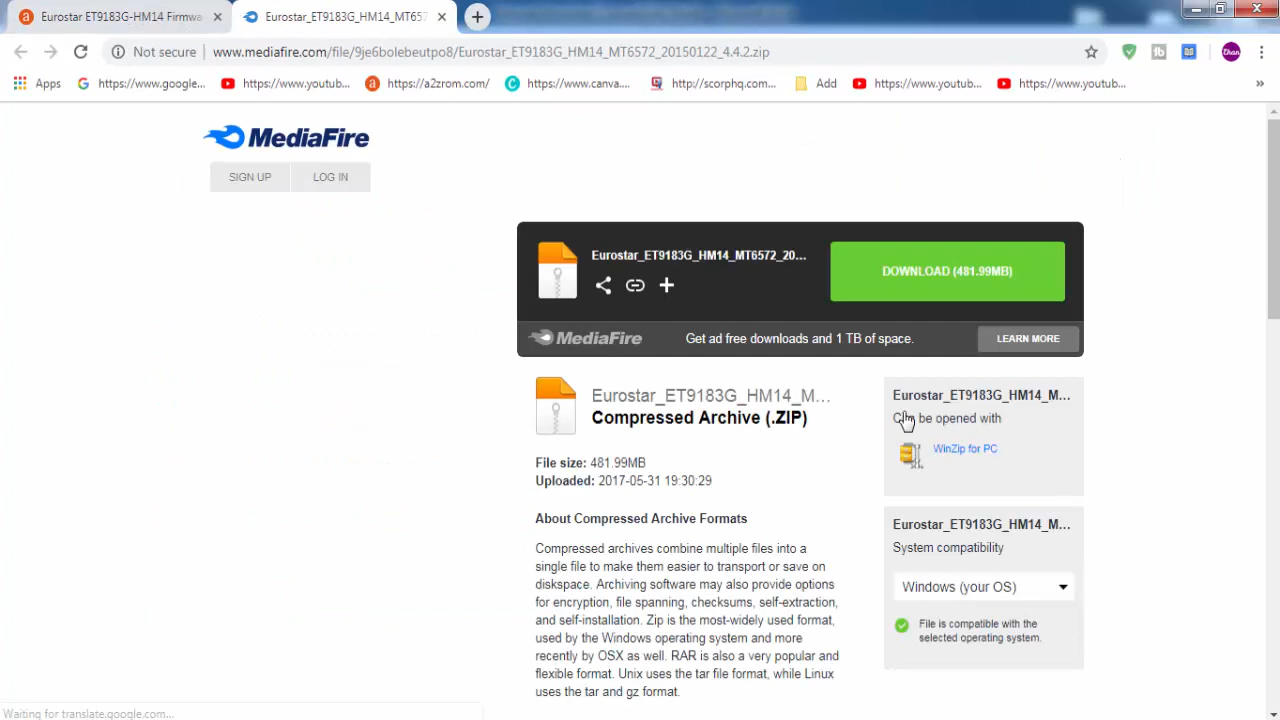 Eurostar ET9183G-HM14 Firmwa
Eurostar_ET9183G_HM14_MT657
Not secure
www.mediafire.com/file/9je6bolebeutpo8/Eurostar_ET9183G_HM14_MT6572_20150122_4.4.2.zip
Apps
https://www.google...
https://www.youtub...
https://a2zrom.com/
https://www.canva....
http://scorphq.com...
Add
https://www.youtub...
https://www.youtub...
MediaFire
SIGN UP
LOG IN
Eurostar_ET9183G_HM14_MT6572_20...
DOWNLOAD (481.99MB)
MediaFire
Get ad free downloads and 1 TB of space.
LEARN MORE
Eurostar_ET9183G_HM14_M...
Compressed Archive (.ZIP)
File size: 481.99MB
Uploaded: 2017-05-31 19:30:29
About Compressed Archive Formats
Compressed archives combine multiple files into a
single file to make them easier to transport or save on
diskspace. Archiving software may also provide options
for encryption, file spanning, checksums, self-extraction,
and self-installation. Zip is the most-widely used format,
used by the Windows operating system and more
recently by OSX as well. RAR is also a very popular and
flexible format. Unix uses the tar file format, while Linux
uses the tar and gz format.
Eurostar_ET9183G_HM14_M...
be opened with
WinZip for PC
Eurostar_ET9183G_HM14_M...
System compatibility
Windows (your OS)
File is compatible with the
selected operating system.
Waiting for translate.google.com...